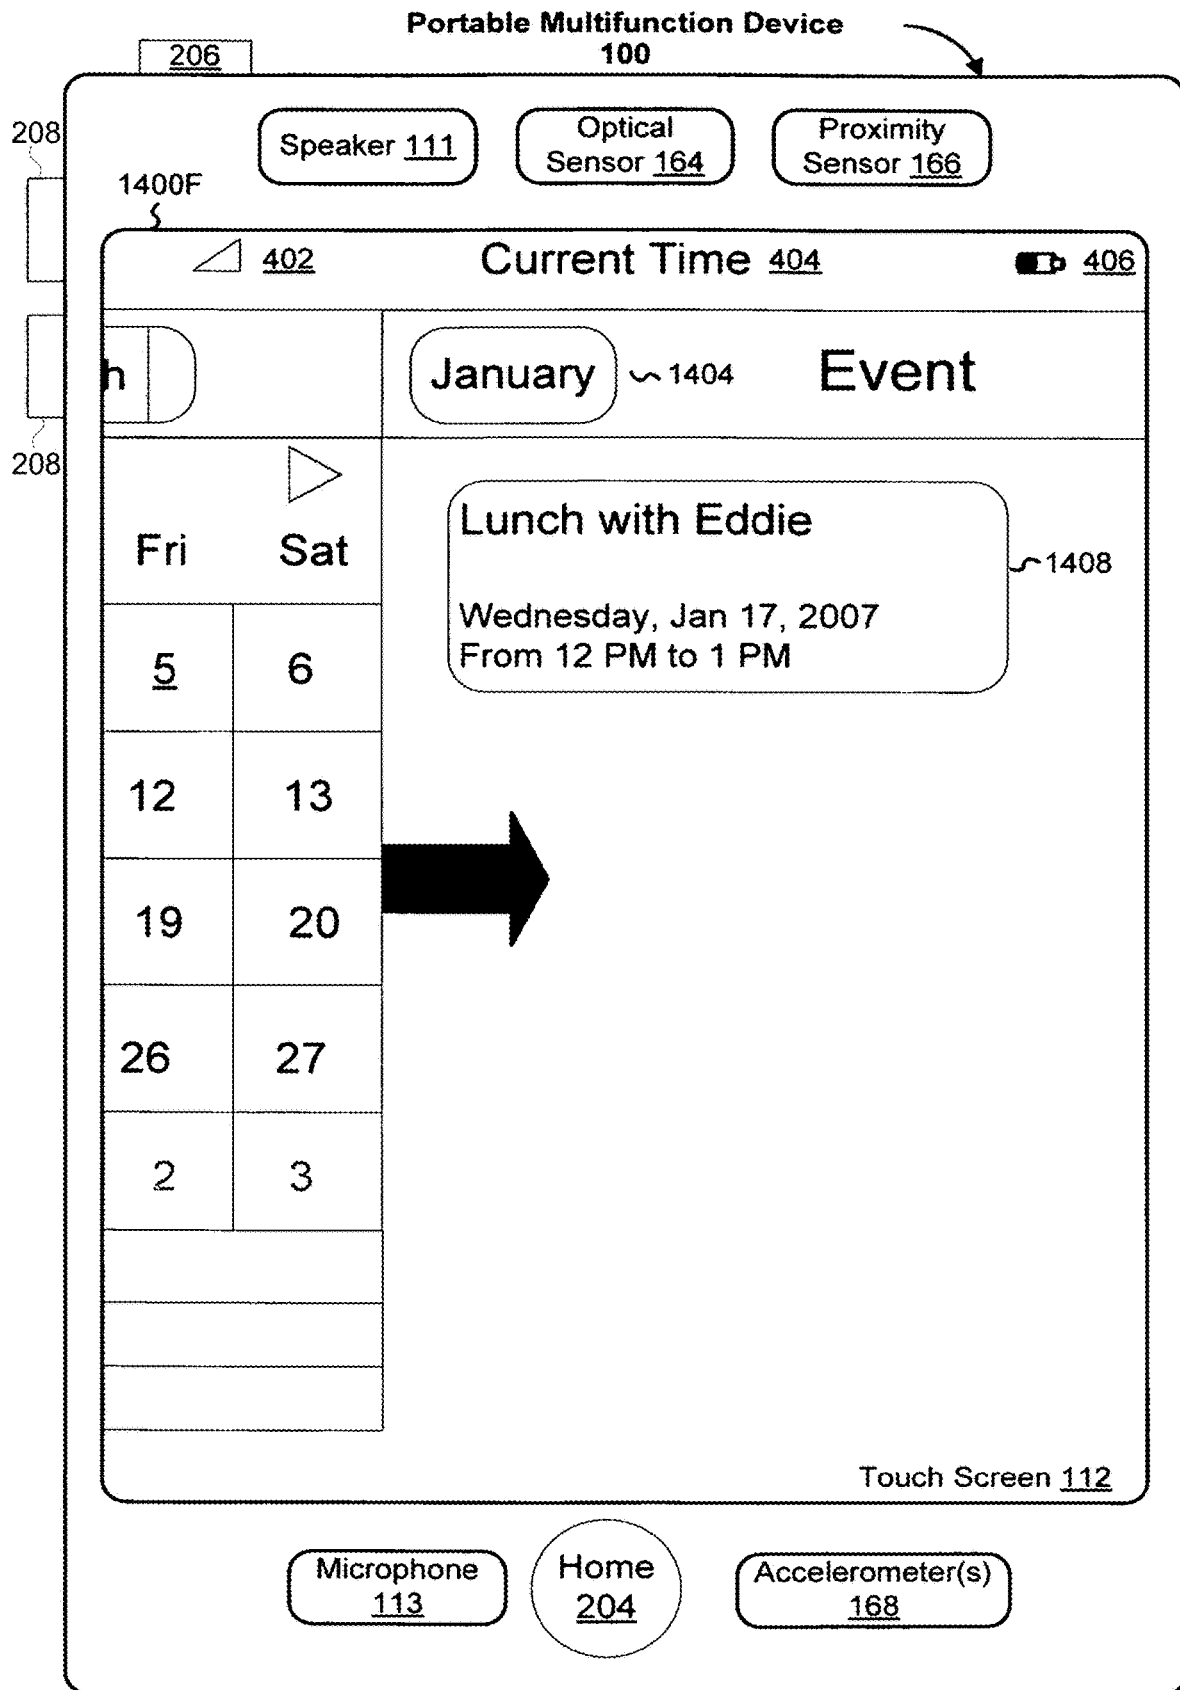 Portable Multifunction Device
100
206
208
Speaker 111
Optical
Sensor 164
Proximity
Sensor 166
1400F
402
Current Time 404
406
h
January
1404
Event
208
Fri
Sat
Lunch with Eddie
Wednesday, Jan 17, 2007
From 12 PM to 1 PM
1408
5
6
12
13
19
20
26
27
2
3
Touch Screen 112
Microphone
113
Home
204
Accelerometer(s)
168